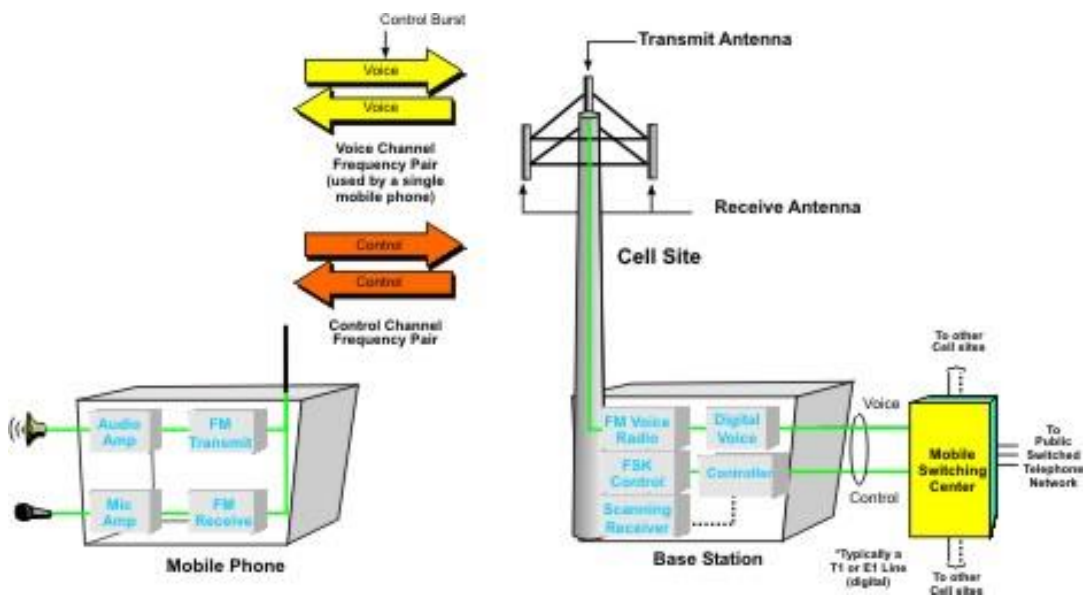 Control Burst
Voice
Voice
Voice Channel
Frequency Pair
(used by a single
mobile phone)
Control
Control
Control Channel
Frequency Pair
Transmit Antenna
Receive Antenna
Cell Site
Audio
Amp
FM
Transmit
Mic
Amp
FM
Receive
Mobile Phone
FM Voice
Radio
Digital
Voice
FSK
Control
Controller
Scanning
Receiver
Base Station
Voice
Control
*Typically a
T1 or E1 Line
(digital)
To other
Cell sites
Mobile
Switching
Center
To
Public
Switched
Telephone
Network
To other
Cell sites